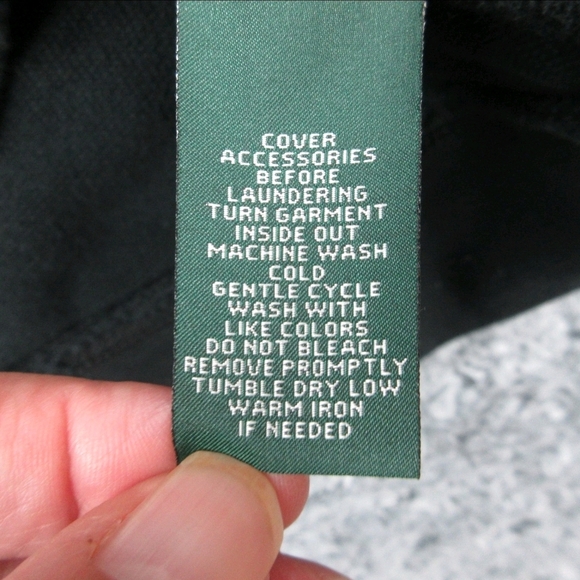 COVER
ACCESSORIES
BEFORE
LAUNDERING
TURN GARMENT
INSIDE OUT
MACHINE WASH
COLD
GENTLE CYCLE
WASH WITH
LIKE COLORS
DO NOT BLEACH
REMOVE PROMPTLY
TUMBLE DRY LOW
WARM IRON
IF NEEDED